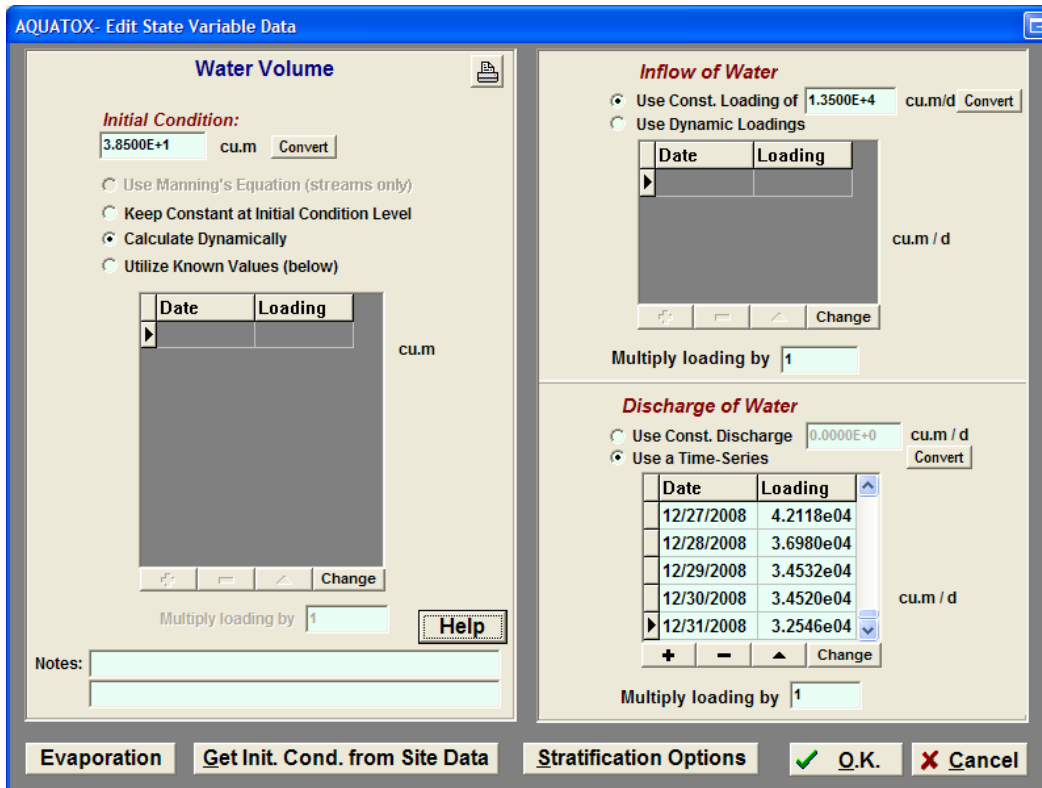 AQUATOX- Edit State Variable Data
Water Volume
Initial Condition:
3.8500E+1 cu.m Convert
Use Manning's Equation (streams only)
Keep Constant at Initial Condition Level
Calculate Dynamically
Utilize Known Values (below)
Date Loading
cu.m
Change
Multiply loading by 1
Help
Notes:
Inflow of Water
Use Const. Loading of 1.3500E+4 cu.m/d Convert
Use Dynamic Loadings
Date Loading
cu.m / d
Change
Multiply loading by 1
Discharge of Water
Use Const. Discharge 0.0000E+0 cu.m / d
Use a Time-Series Convert
Date Loading
12/27/2008 4.2118e04
12/28/2008 3.6980e04
12/29/2008 3.4532e04
12/30/2008 3.4520e04
cu.m / d
12/31/2008 3.2546e04
+ − ▲ Change
Multiply loading by 1
Evaporation Get Init. Cond. from Site Data Stratification Options O.K. Cancel